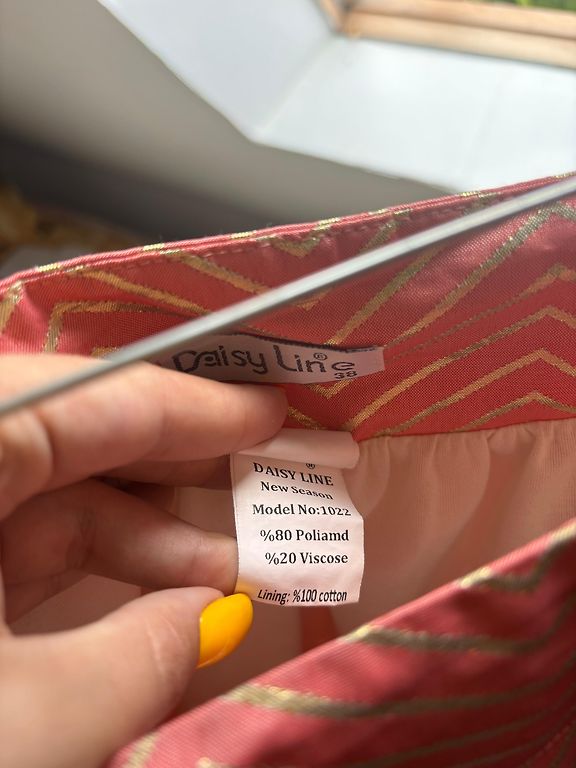 Daisy Line®
38
®
DAISY LINE
New Season
Model No:1022
%80 Poliamd
%20 Viscose
Lining: %100 cotton